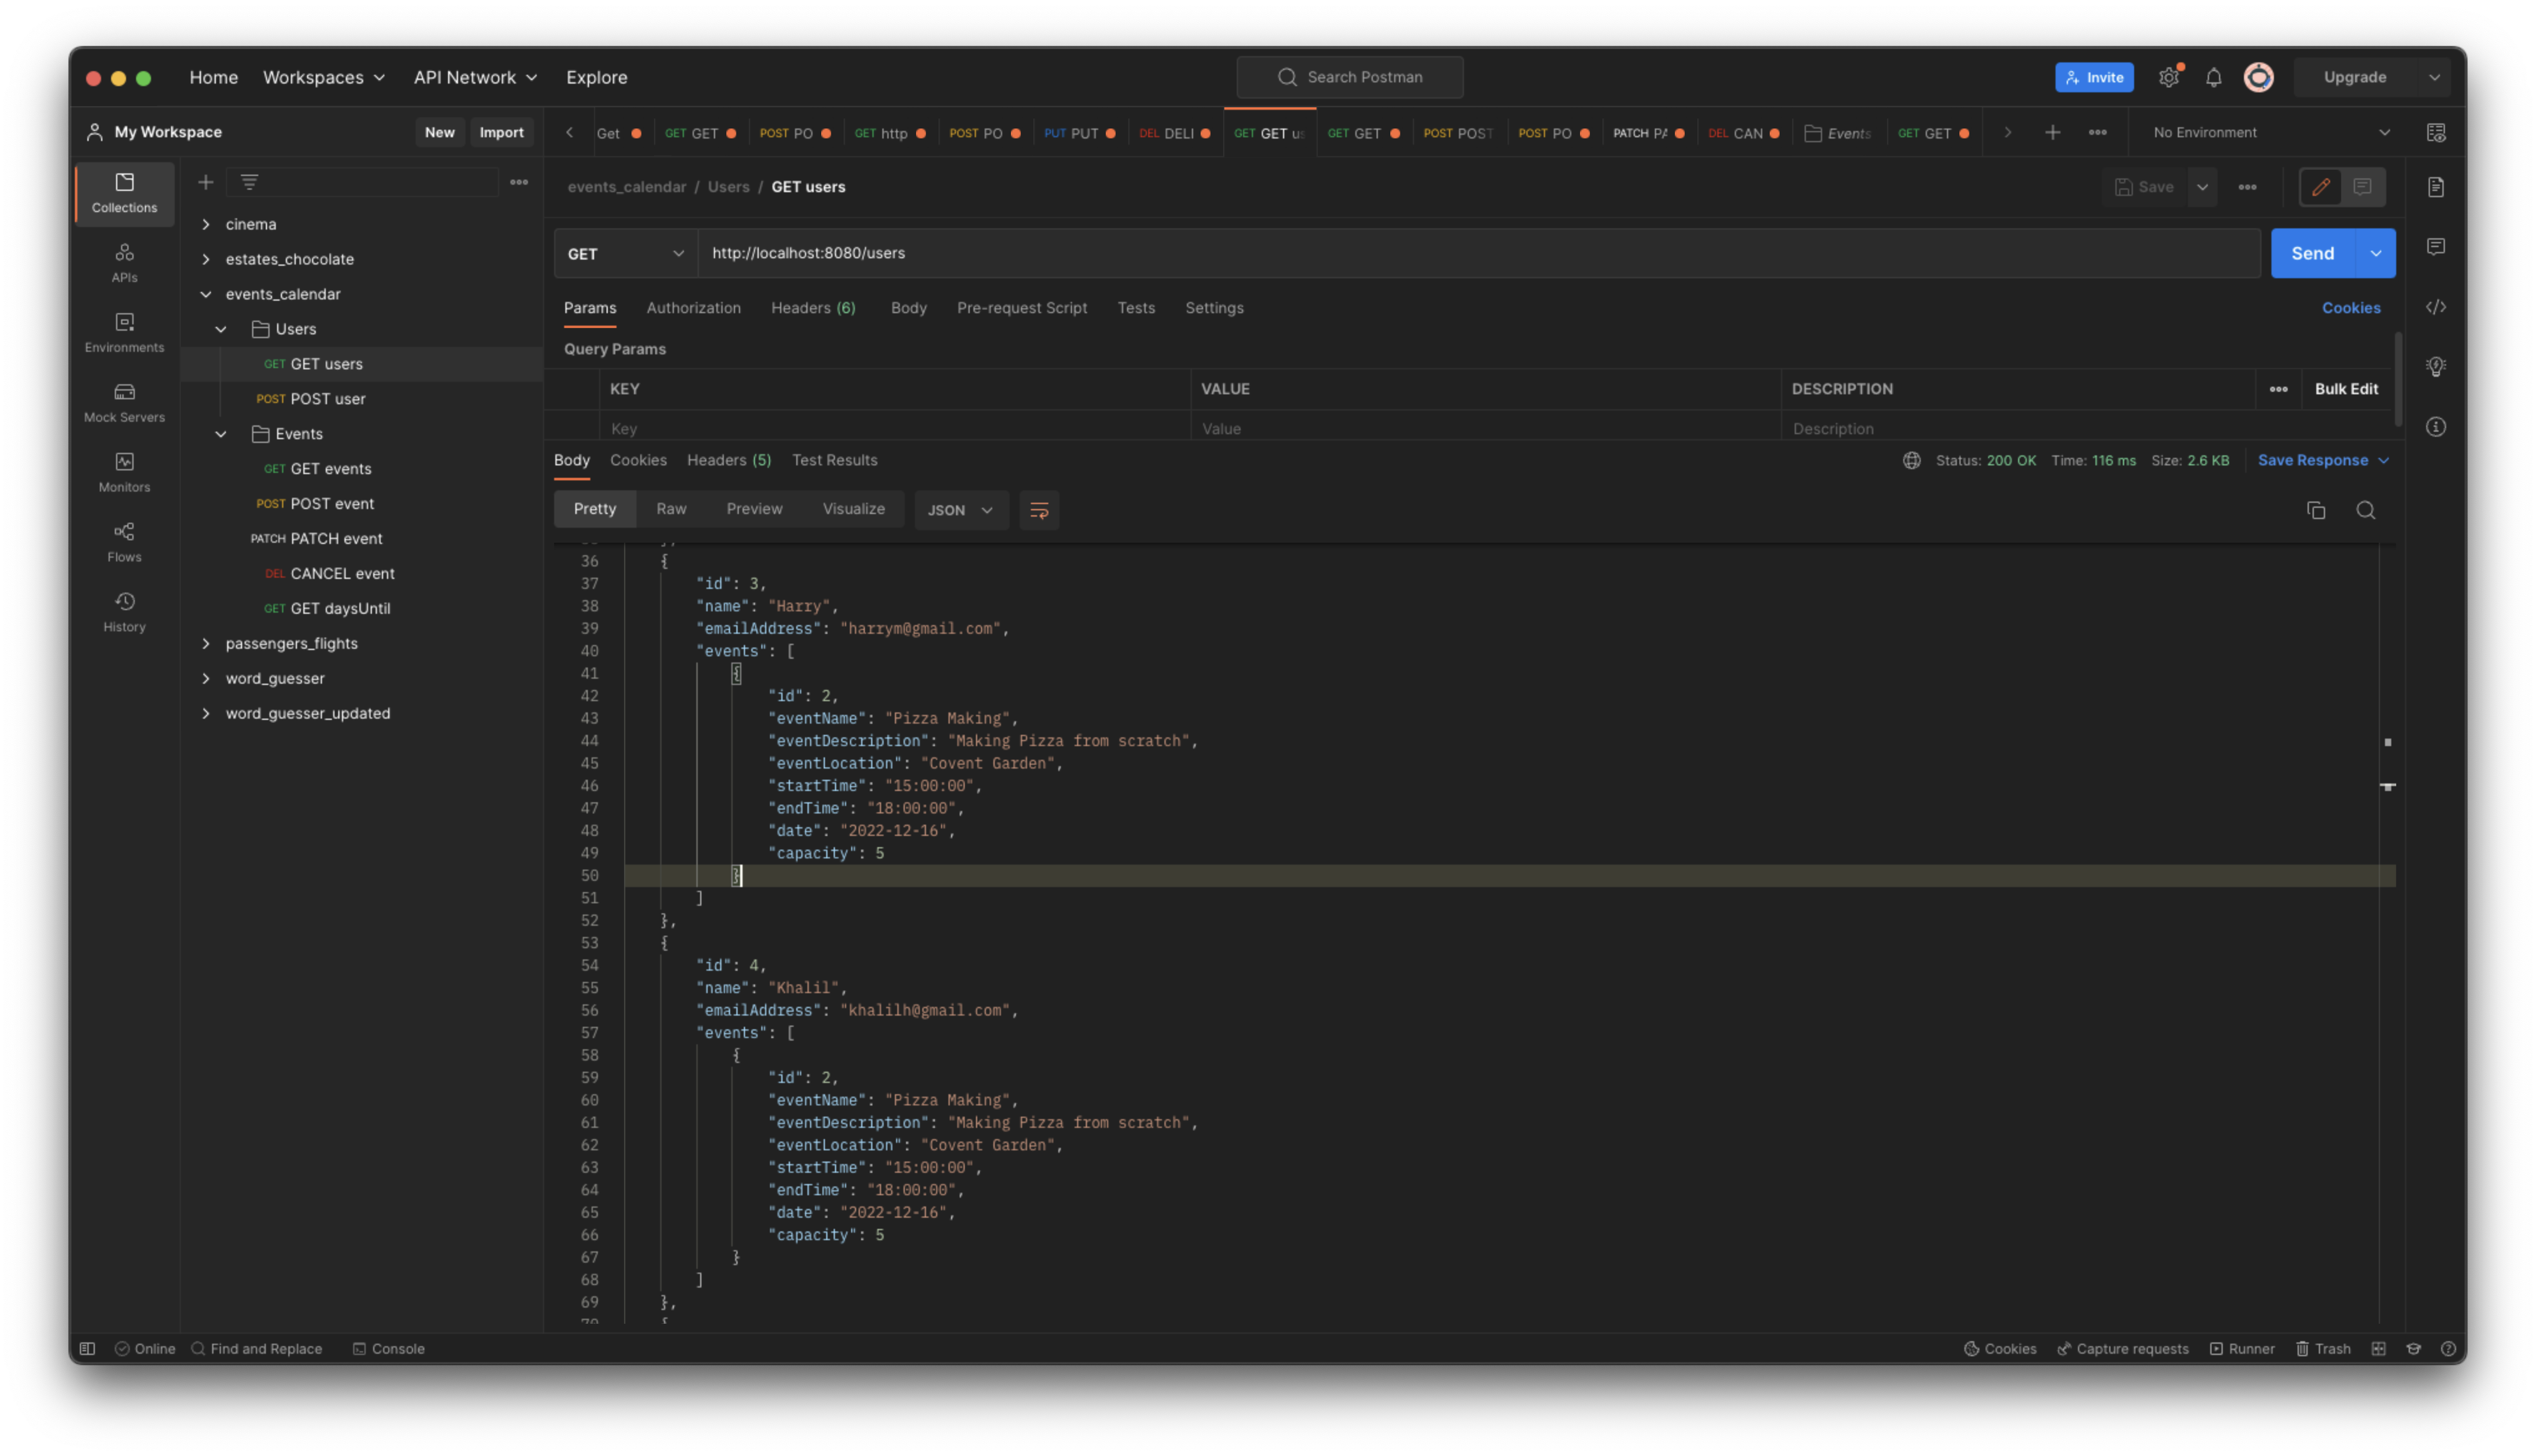 Home Workspaces API Network Explore Search Postman Invite Upgrade
My Workspace New Import
Get GET GET POST PO GET http POST PO PUT PUT DEL DELI GET GET us GET GET POST POST POST PO PATCH PA DEL CAN Events GET GET No Environment
Collections
APIs
Environments
Mock Servers
Monitors
Flows
History
cinema
estates_chocolate
events_calendar
Users
GET GET users
POST POST user
Events
GET GET events
POST POST event
PATCH PATCH event
DEL CANCEL event
GET GET daysUntil
passengers_flights
word_guesser
word_guesser_updated
events_calendar / Users / GET users Save
GET http://localhost:8080/users Send
Params Authorization Headers (6) Body Pre-request Script Tests Settings Cookies
Query Params
KEY VALUE DESCRIPTION Bulk Edit
Key Value Description
Body Cookies Headers (5) Test Results Status: 200 OK Time: 116 ms Size: 2.6 KB Save Response
Pretty Raw Preview Visualize JSON
36 {
37 "id": 3,
38 "name": "Harry",
39 "emailAddress": "harrym@gmail.com",
40 "events": [
41 {
42 "id": 2,
43 "eventName": "Pizza Making",
44 "eventDescription": "Making Pizza from scratch",
45 "eventLocation": "Covent Garden",
46 "startTime": "15:00:00",
47 "endTime": "18:00:00",
48 "date": "2022-12-16",
49 "capacity": 5
50 }
51 ]
52 },
53 {
54 "id": 4,
55 "name": "Khalil",
56 "emailAddress": "khalilh@gmail.com",
57 "events": [
58 {
59 "id": 2,
60 "eventName": "Pizza Making",
61 "eventDescription": "Making Pizza from scratch",
62 "eventLocation": "Covent Garden",
63 "startTime": "15:00:00",
64 "endTime": "18:00:00",
65 "date": "2022-12-16",
66 "capacity": 5
67 }
68 ]
69 },
Online Find and Replace Console Cookies Capture requests Runner Trash